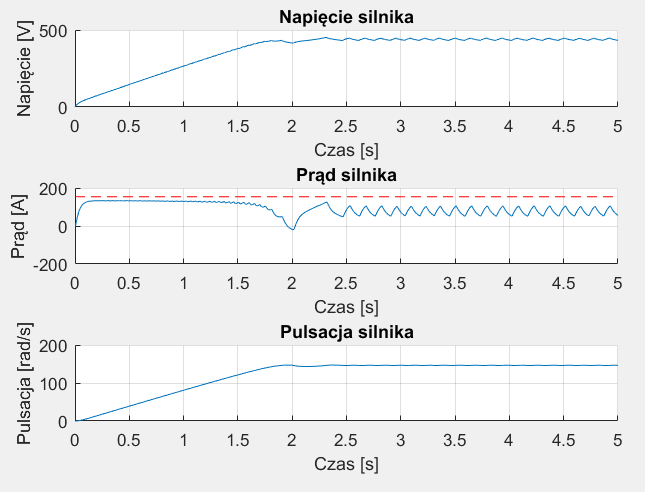 Napięcie silnika
Napięcie [V]
500
0
0 0.5 1 1.5 2 2.5 3 3.5 4 4.5 5
Czas [s]
Prąd silnika
Prąd [A]
200
0
-200
0 0.5 1 1.5 2 2.5 3 3.5 4 4.5 5
Czas [s]
Pulsacja silnika
Pulsacja [rad/s]
200
100
0
0 0.5 1 1.5 2 2.5 3 3.5 4 4.5 5
Czas [s]